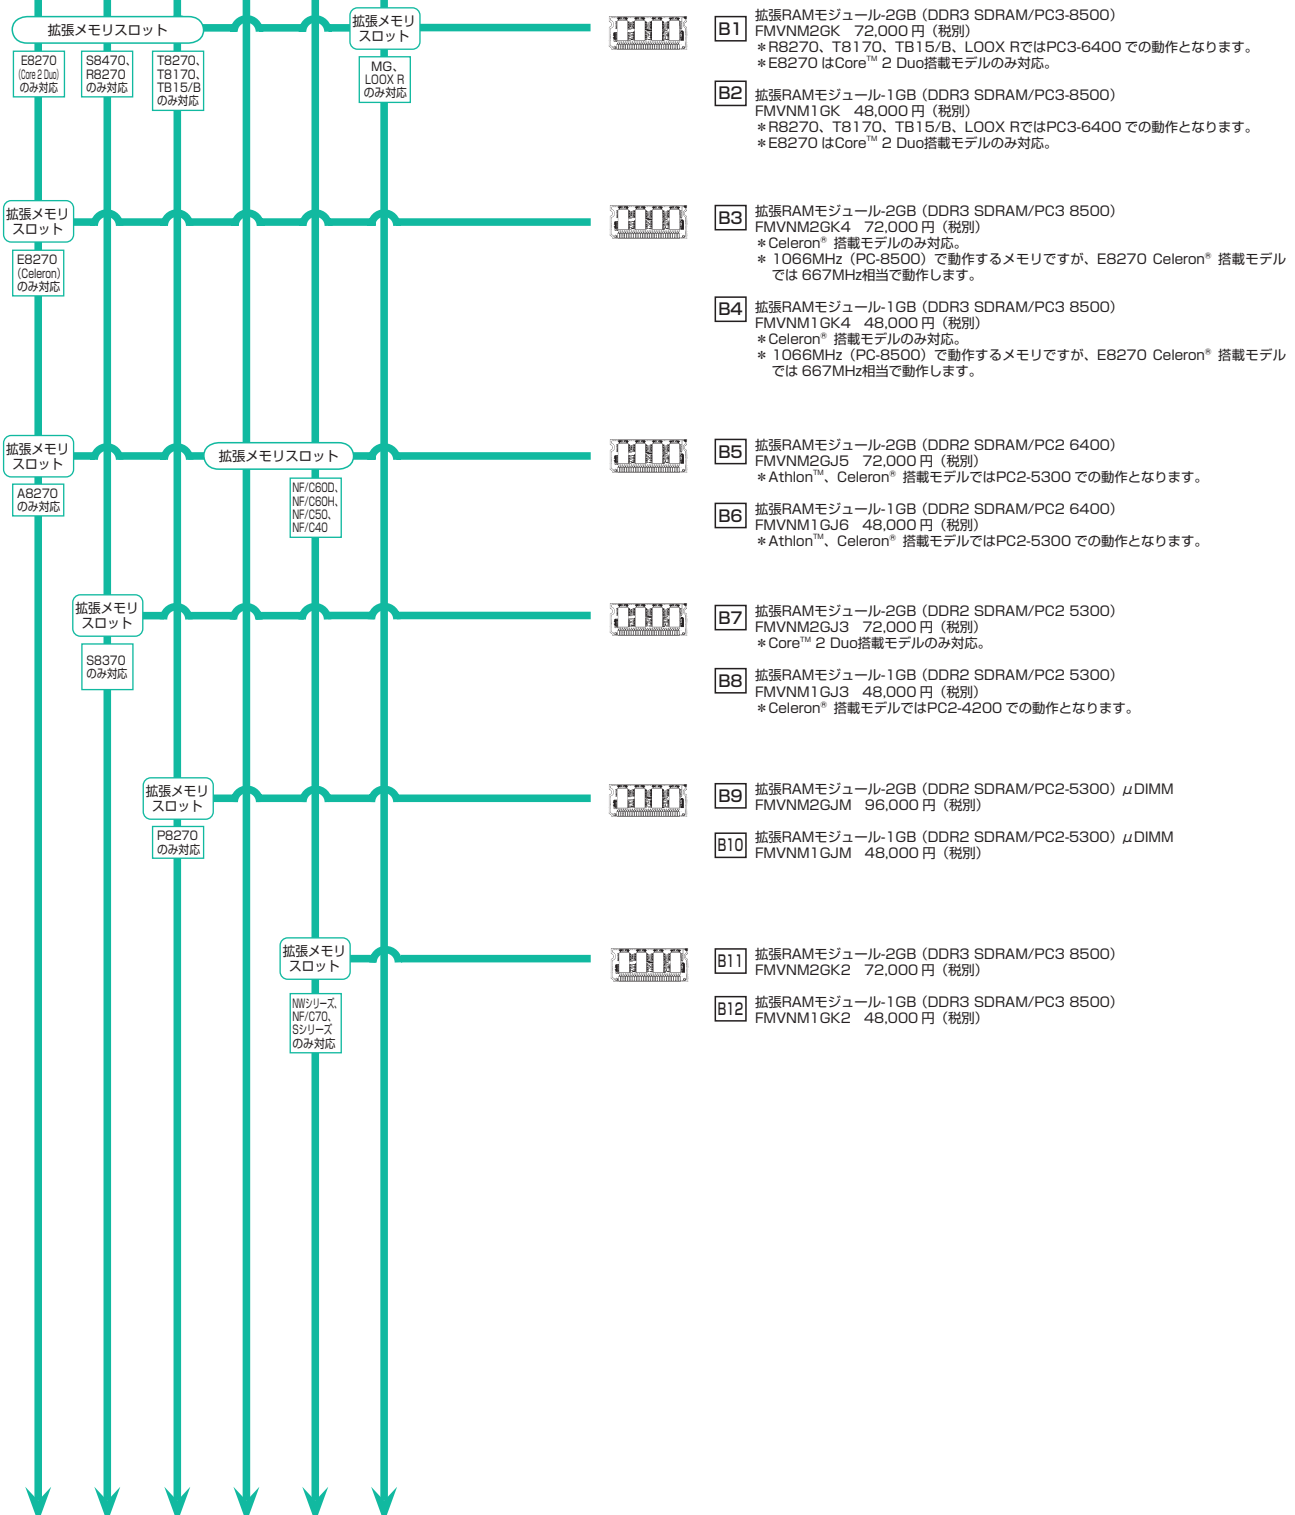 拡張メモリスロット
拡張メモリ
スロット
E8270
(Core 2 Duo)
のみ対応
S8470、
R8270
のみ対応
T8270、
T8170、
TB15/B
のみ対応
MG、
LOOX R
のみ対応
B1
拡張RAMモジュール-2GB（DDR3 SDRAM/PC3-8500）
FMVNM2GK 72,000円（税別）
＊R8270、T8170、TB15/B、LOOX RではPC3-6400 での動作となります。
＊E8270 はCore™ 2 Duo搭載モデルのみ対応。
B2
拡張RAMモジュール-1GB（DDR3 SDRAM/PC3-8500）
FMVNM1GK 48,000円（税別）
＊R8270、T8170、TB15/B、LOOX RではPC3-6400 での動作となります。
＊E8270 はCore™ 2 Duo搭載モデルのみ対応。
拡張メモリ
スロット
E8270
（Celeron）
のみ対応
B3
拡張RAMモジュール-2GB（DDR3 SDRAM/PC3 8500）
FMVNM2GK4 72,000円（税別）
＊Celeron® 搭載モデルのみ対応。
＊ 1066MHz（PC-8500）で動作するメモリですが、E8270 Celeron® 搭載モデル
では 667MHz相当で動作します。
B4
拡張RAMモジュール-1GB（DDR3 SDRAM/PC3 8500）
FMVNM1GK4 48,000円（税別）
＊Celeron® 搭載モデルのみ対応。
＊ 1066MHz（PC-8500）で動作するメモリですが、E8270 Celeron® 搭載モデル
では 667MHz相当で動作します。
拡張メモリ
スロット
A8270
のみ対応
拡張メモリスロット
NF/C60D、
NF/C60H、
NF/C50、
NF/C40
B5
拡張RAMモジュール-2GB（DDR2 SDRAM/PC2 6400）
FMVNM2GJ5 72,000円（税別）
＊Athlon™、Celeron® 搭載モデルではPC2-5300 での動作となります。
B6
拡張RAMモジュール-1GB（DDR2 SDRAM/PC2 6400）
FMVNM1GJ6 48,000円（税別）
＊Athlon™、Celeron® 搭載モデルではPC2-5300 での動作となります。
拡張メモリ
スロット
S8370
のみ対応
B7
拡張RAMモジュール-2GB（DDR2 SDRAM/PC2 5300）
FMVNM2GJ3 72,000円（税別）
＊Core™ 2 Duo搭載モデルのみ対応。
B8
拡張RAMモジュール-1GB（DDR2 SDRAM/PC2 5300）
FMVNM1GJ3 48,000円（税別）
＊Celeron® 搭載モデルではPC2-4200 での動作となります。
拡張メモリ
スロット
P8270
のみ対応
B9
拡張RAMモジュール-2GB（DDR2 SDRAM/PC2-5300）μDIMM
FMVNM2GJM 96,000円（税別）
B10
拡張RAMモジュール-1GB（DDR2 SDRAM/PC2-5300）μDIMM
FMVNM1GJM 48,000円（税別）
拡張メモリ
スロット
NWシリーズ、
NF/C70、
Sシリーズ
のみ対応
B11
拡張RAMモジュール-2GB（DDR3 SDRAM/PC3 8500）
FMVNM2GK2 72,000円（税別）
B12
拡張RAMモジュール-1GB（DDR3 SDRAM/PC3 8500）
FMVNM1GK2 48,000円（税別）